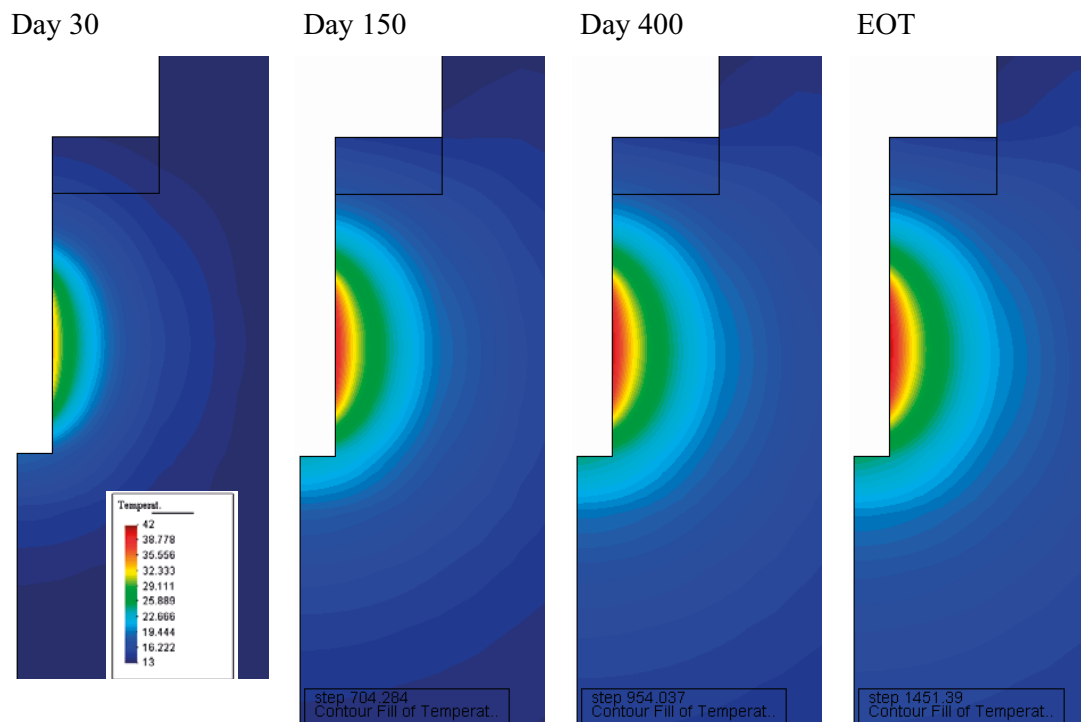 Day 30
Day 150
Day 400
EOT
Temperat.
42
38.778
35.556
32.333
29.111
25.889
22.666
19.444
16.222
13
step 704.284
Contour Fill of Temperat..
step 954.037
Contour Fill of Temperat..
step 1451.39
Contour Fill of Temperat..